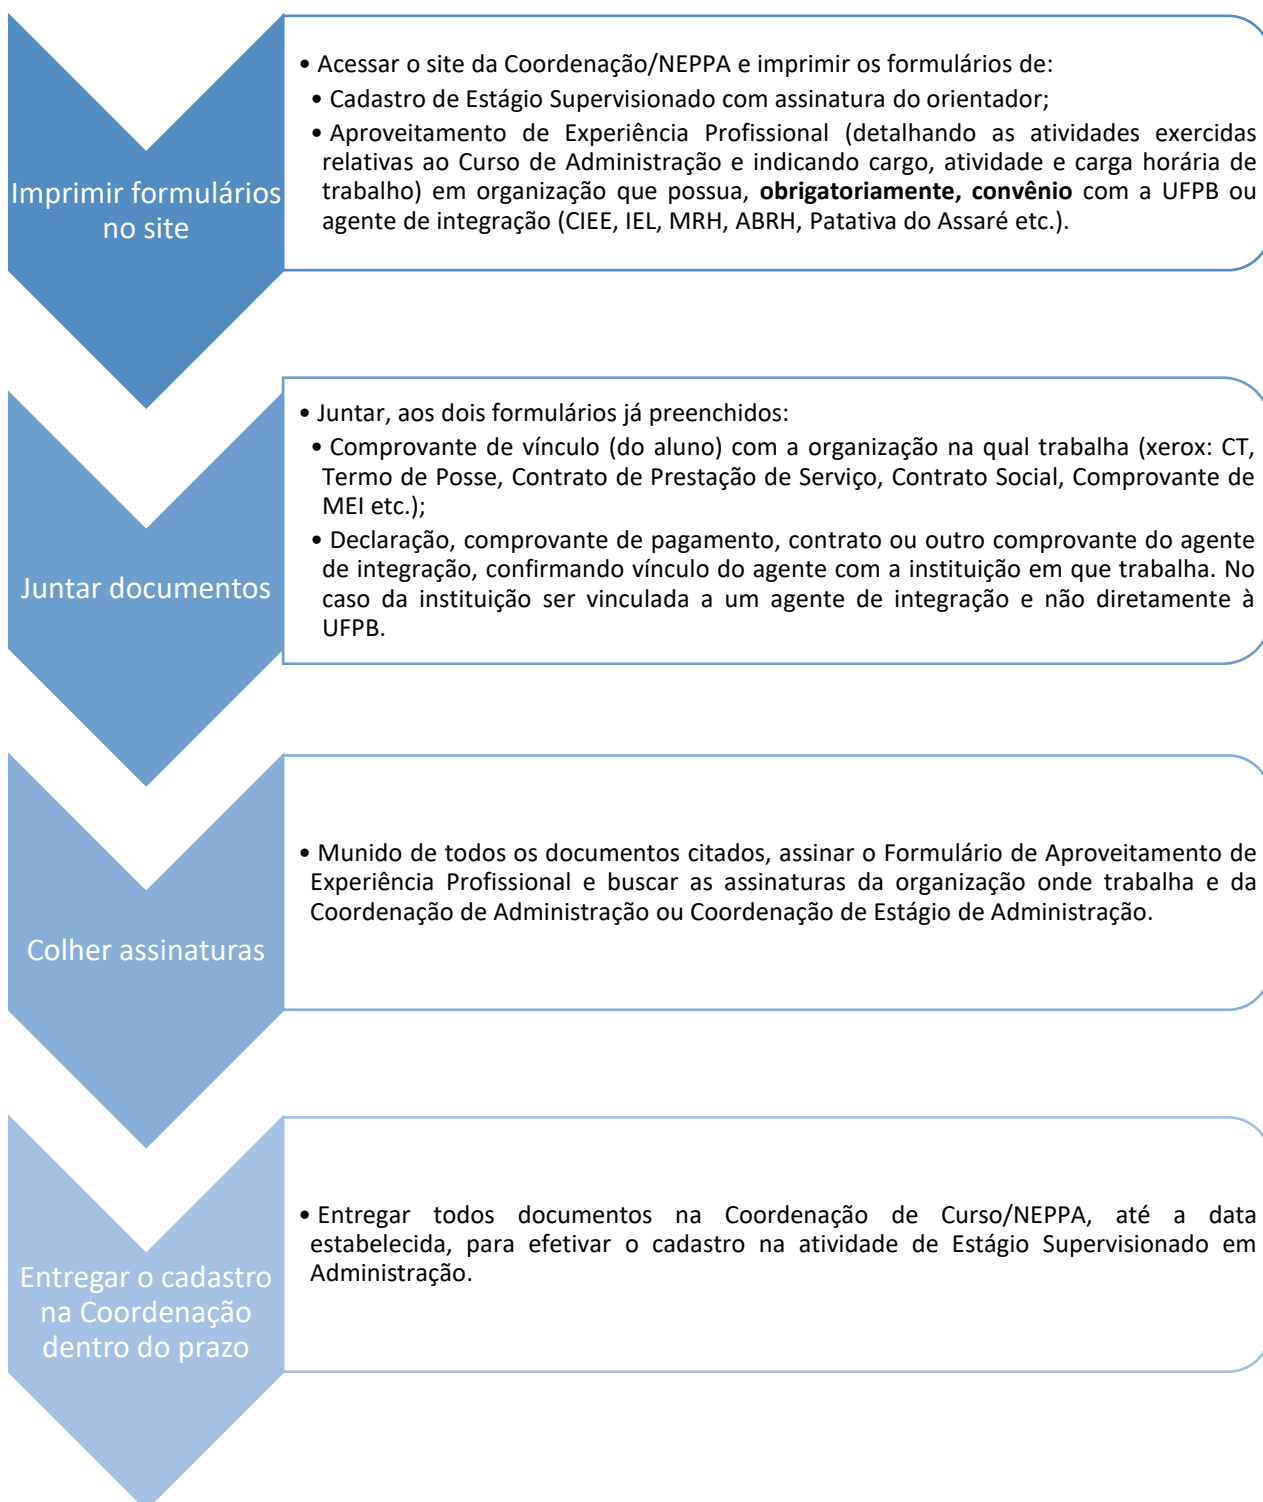 Imprimir formulários
no site
• Acessar o site da Coordenação/NEPPA e imprimir os formulários de:
• Cadastro de Estágio Supervisionado com assinatura do orientador;
• Aproveitamento de Experiência Profissional (detalhando as atividades exercidas
relativas ao Curso de Administração e indicando cargo, atividade e carga horária de
trabalho) em organização que possua, obrigatoriamente, convênio com a UFPB ou
agente de integração (CIEE, IEL, MRH, ABRH, Patativa do Assaré etc.).
Juntar documentos
• Juntar, aos dois formulários já preenchidos:
• Comprovante de vínculo (do aluno) com a organização na qual trabalha (xerox: CT,
Termo de Posse, Contrato de Prestação de Serviço, Contrato Social, Comprovante de
MEI etc.);
• Declaração, comprovante de pagamento, contrato ou outro comprovante do agente
de integração, confirmando vínculo do agente com a instituição em que trabalha. No
caso da instituição ser vinculada a um agente de integração e não diretamente à
UFPB.
Colher assinaturas
• Munido de todos os documentos citados, assinar o Formulário de Aproveitamento de
Experiência Profissional e buscar as assinaturas da organização onde trabalha e da
Coordenação de Administração ou Coordenação de Estágio de Administração.
Entregar o cadastro
na Coordenação
dentro do prazo
• Entregar todos documentos na Coordenação de Curso/NEPPA, até a data
estabelecida, para efetivar o cadastro na atividade de Estágio Supervisionado em
Administração.